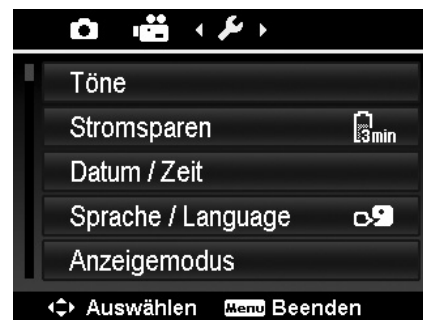 Töne
Stromsparen 3min
Datum / Zeit
Sprache / Language
Anzeigemodus
Auswählen Menu Beenden